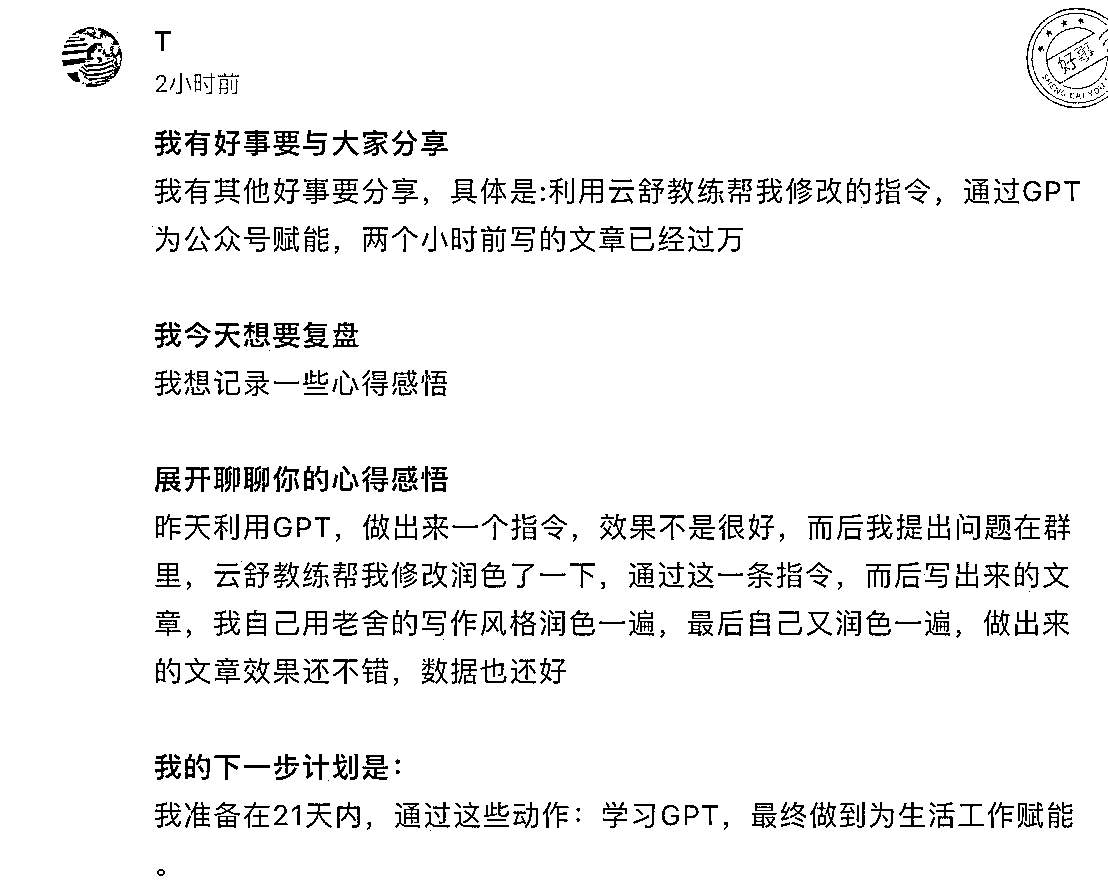 T
2小时前
好事
我有好事要与大家分享
我有其他好事要分享，具体是:利用云舒教练帮我修改的指令，通过GPT
为公众号赋能，两个小时前写的文章已经过万
我今天想要复盘
我想记录一些心得感悟
展开聊聊你的心得感悟
昨天利用GPT，做出来一个指令，效果不是很好，而后我提出问题在群
里，云舒教练帮我修改润色了一下，通过这一条指令，而后写出来的文
章，我自己用老舍的写作风格润色一遍，最后自己又润色一遍，做出来
的文章效果还不错，数据也还好
我的下一步计划是：
我准备在21天内，通过这些动作：学习GPT，最终做到为生活工作赋能
。